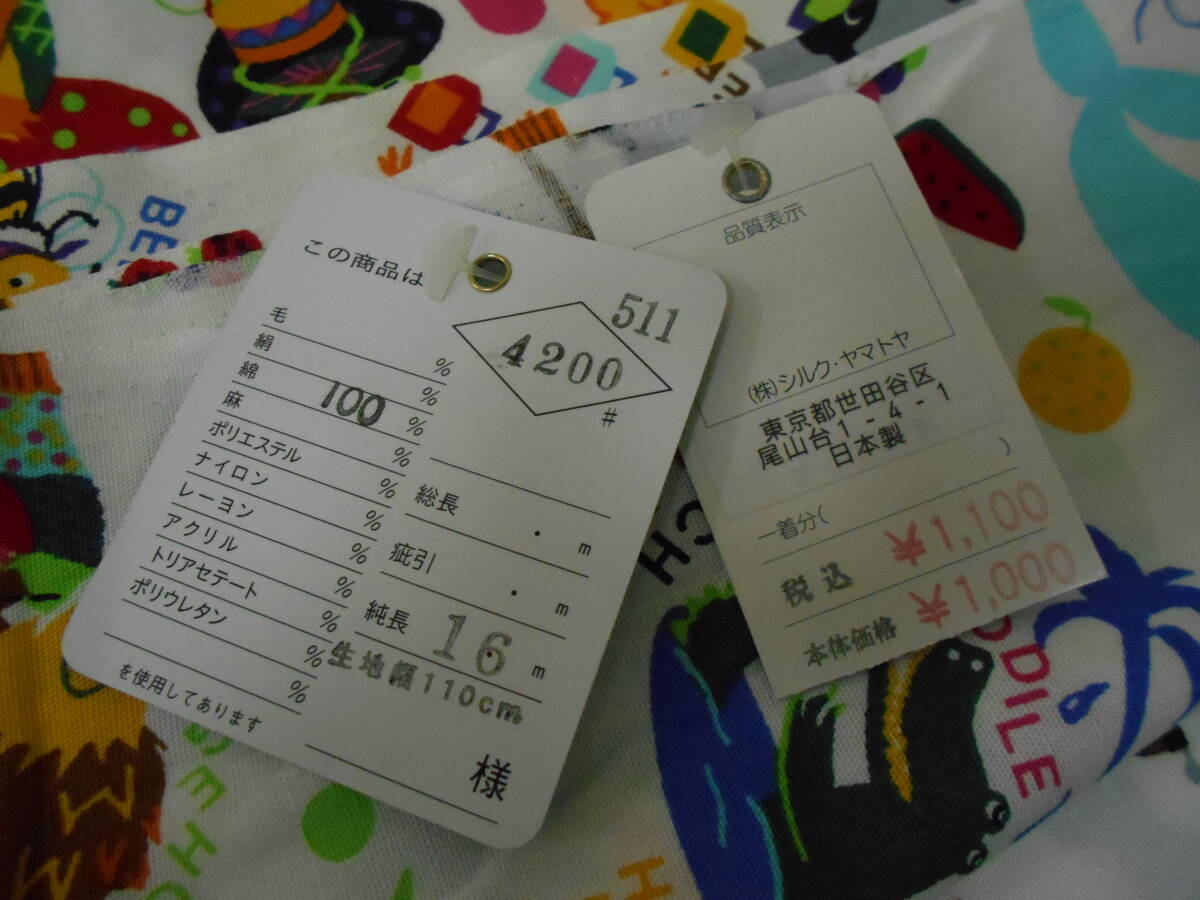 この商品は
511
4200
#
毛 %
絹 %
綿 100 %
麻 %
ポリエステル %
ナイロン %
レーヨン %
アクリル %
トリアセテート %
ポリウレタン %
%
を使用してあります
総長 . m
疵引 . m
純長 16 m
生地幅110cm
様
品質表示
(株)シルク・ヤマトヤ
東京都世田谷区
尾山台1-4-1
日本製
一着分( )
税込 ¥1,100
本体価格 ¥1,000
BE
CH
ODILE